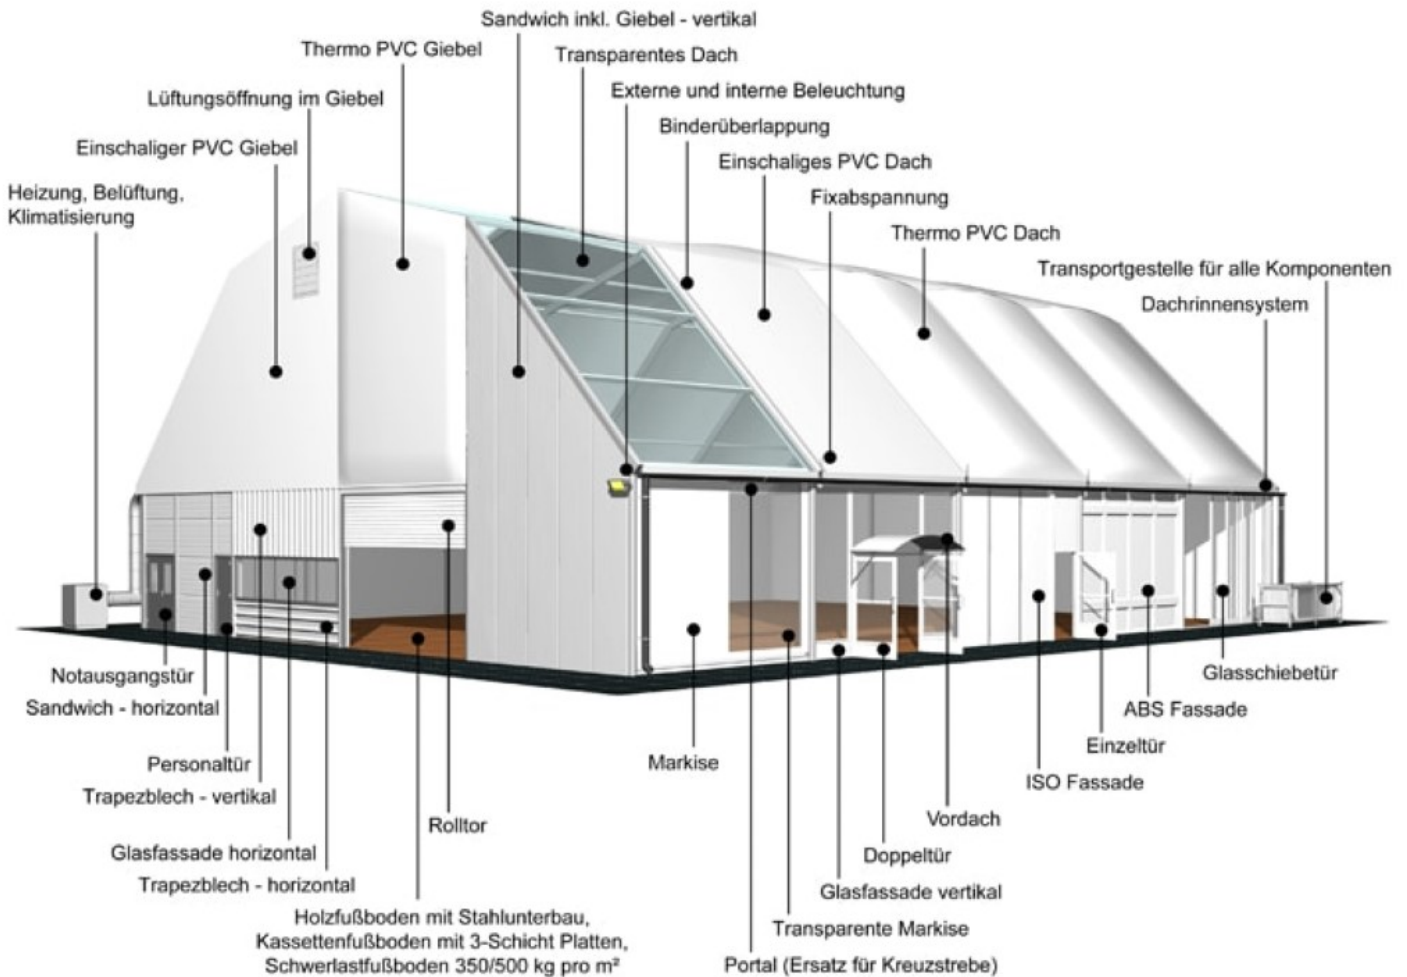 Sandwich inkl. Giebel - vertikal
Thermo PVC Giebel
Transparentes Dach
Lüftungsöffnung im Giebel
Externe und interne Beleuchtung
Binderüberlappung
Einschaliger PVC Giebel
Einschaliges PVC Dach
Heizung, Belüftung,
Klimatisierung
Fixabspannung
Thermo PVC Dach
Transportgestelle für alle Komponenten
Dachrinnensystem
Notausgangstür
Sandwich - horizontal
Personaltür
Trapezblech - vertikal
Rolltor
Glasfassade horizontal
Trapezblech - horizontal
Holzfußboden mit Stahlunterbau,
Kassettenfußboden mit 3-Schicht Platten,
Schwerlastfußboden 350/500 kg pro m²
Markise
Glasschiebetür
ABS Fassade
Einzeltür
ISO Fassade
Vordach
Doppeltür
Glasfassade vertikal
Transparente Markise
Portal (Ersatz für Kreuzstrebe)